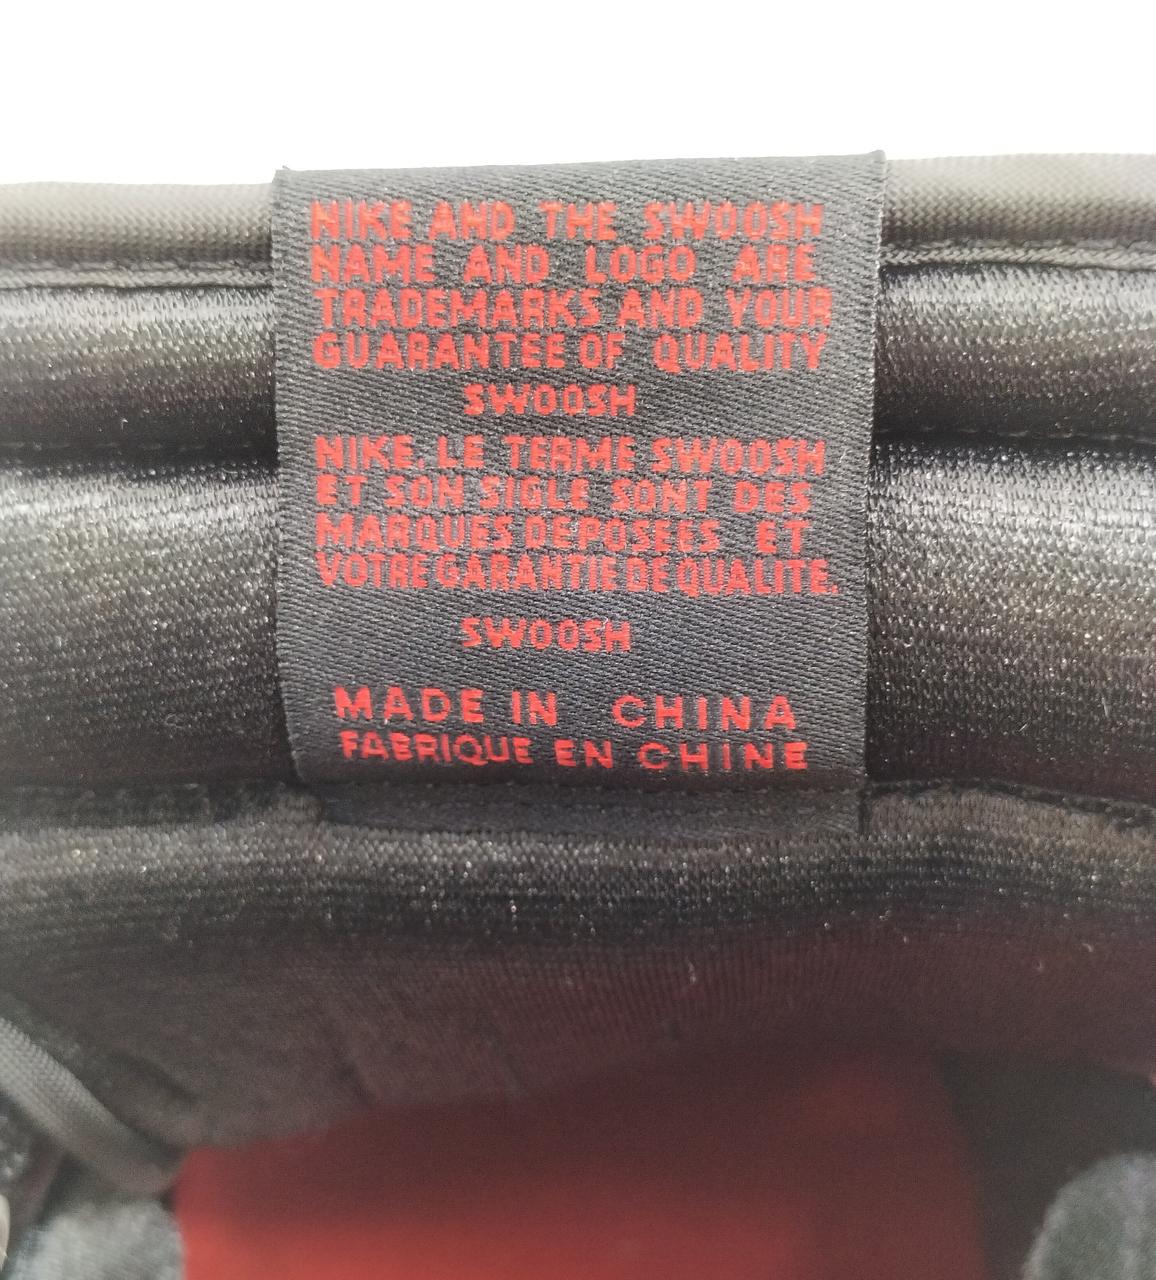 NIKE AND THE SWOOSH
NAME AND LOGO ARE
TRADEMARKS AND YOUR
GUARANTEE OF QUALITY
SWOOSH
NIKE, LE TERME SWOOSH
ET SON SIGLE SONT DES
MARQUES DEPOSEES ET
VOTRE GARANTIE DE QUALITE.
SWOOSH
MADE IN CHINA
FABRIQUE EN CHINE